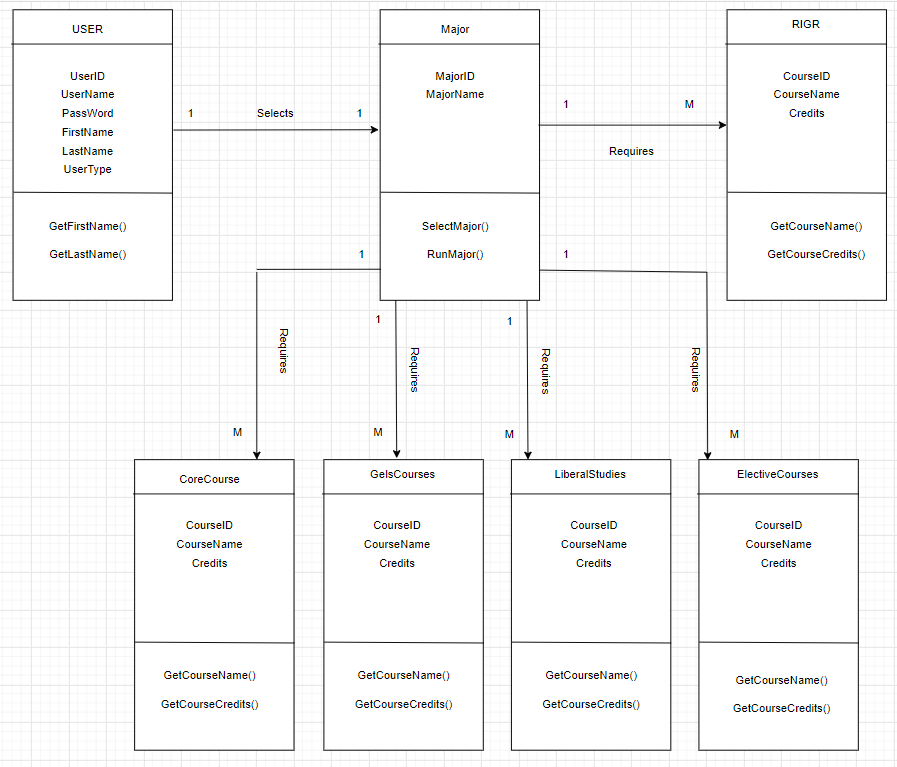 USER
UserID
UserName
PassWord
FirstName
LastName
UserType
GetFirstName()
GetLastName()
1
Selects
1
Major
MajorID
MajorName
SelectMajor()
RunMajor()
1
M
Requires
RIGR
CourseID
CourseName
Credits
GetCourseName()
GetCourseCredits()
1
Requires
M
1
Requires
M
1
Requires
M
1
Requires
M
CoreCourse
CourseID
CourseName
Credits
GetCourseName()
GetCourseCredits()
GeIsCourses
CourseID
CourseName
Credits
GetCourseName()
GetCourseCredits()
LiberalStudies
CourseID
CourseName
Credits
GetCourseName()
GetCourseCredits()
ElectiveCourses
CourseID
CourseName
Credits
GetCourseName()
GetCourseCredits()